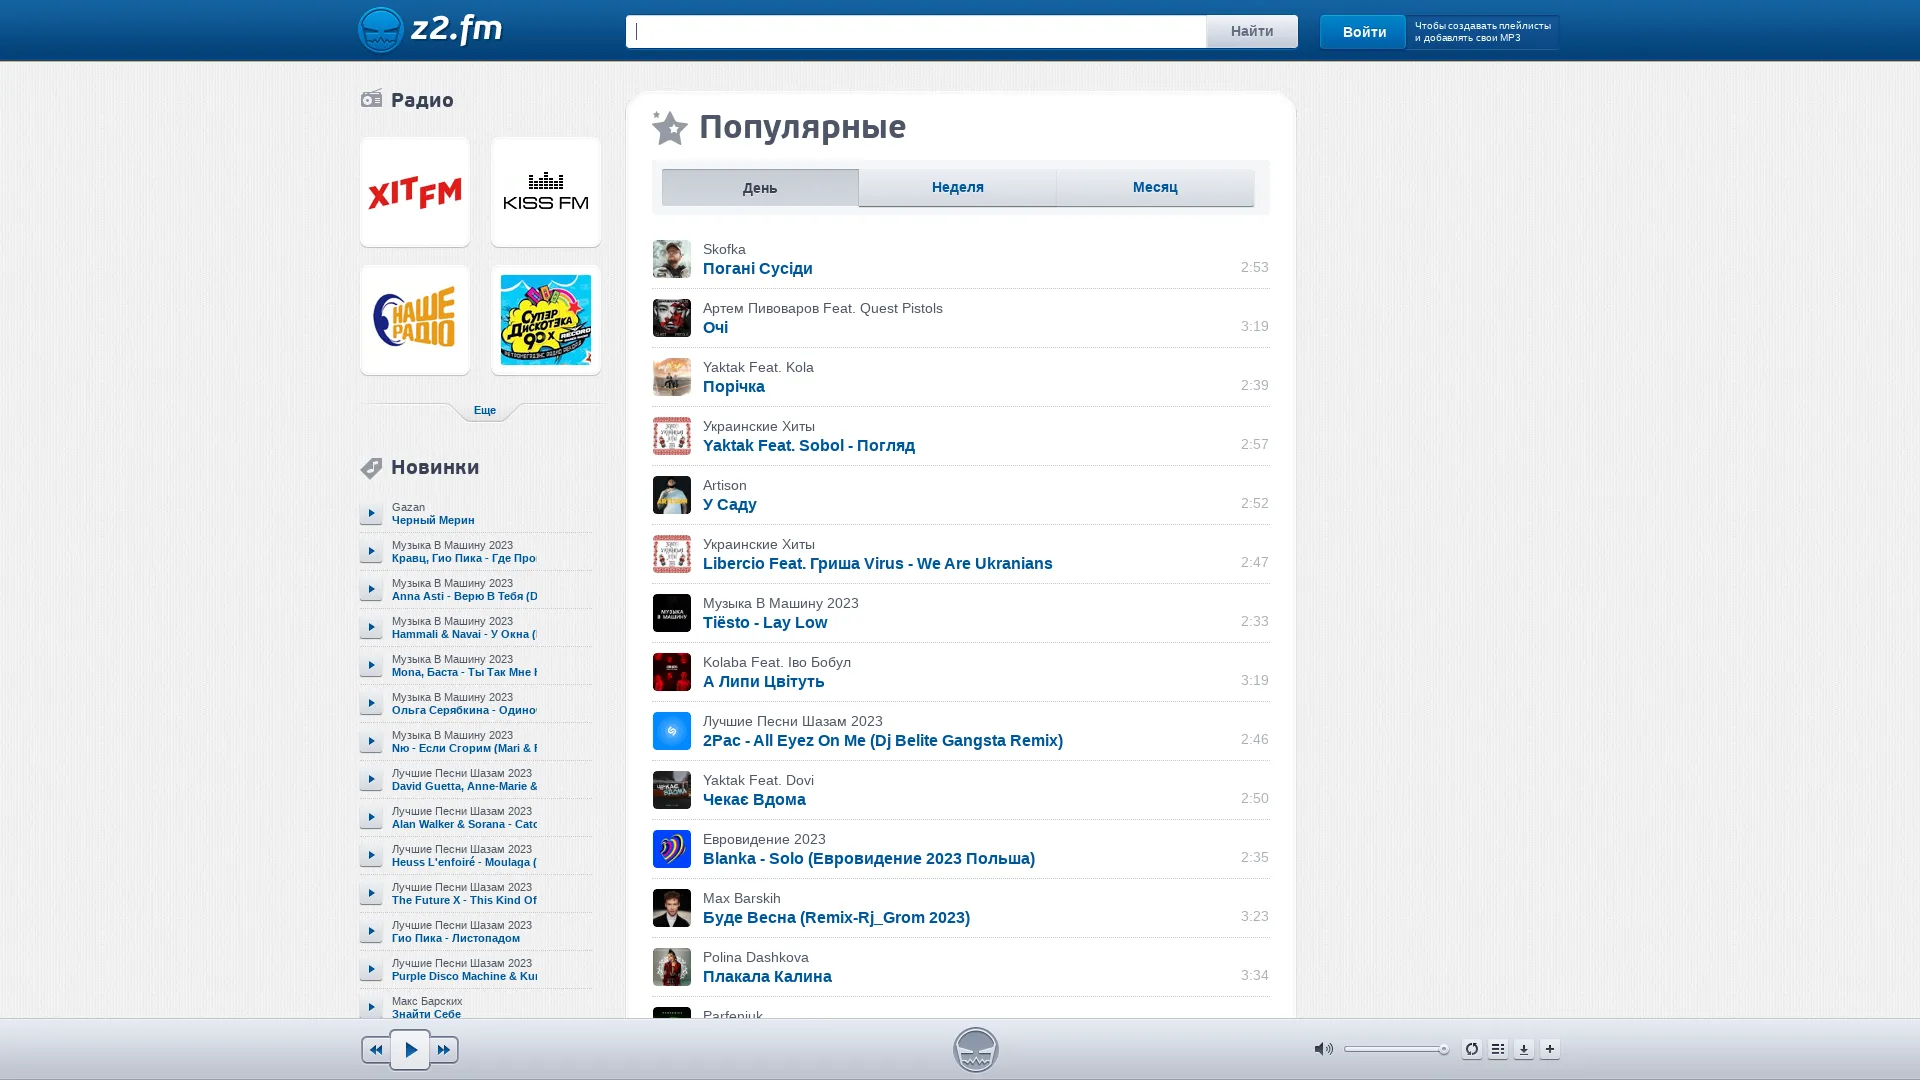 z2.fm
Найти
Войти
Чтобы создавать плейлисты
и добавлять свои MP3
Радио
ХІТ FM
KISS FM
НАШЕ
РАДІО
СУПЕР
ДИСКОТЭКА
90х
RECORD
Еще
Новинки
Gazan
Черный Мерин
Музыка В Машину 2023
Кравц, Гио Пика - Где Про
Музыка В Машину 2023
Anna Asti - Верю В Тебя (D
Музыка В Машину 2023
Hammali & Navai - У Окна (
Музыка В Машину 2023
Mona, Баста - Ты Так Мне
Музыка В Машину 2023
Ольга Серябкина - Одино
Музыка В Машину 2023
Nю - Если Сгорим (Mari &
Лучшие Песни Шазам 2023
David Guetta, Anne-Marie &
Лучшие Песни Шазам 2023
Alan Walker & Sorana - Catc
Лучшие Песни Шазам 2023
Heuss L'enfoiré - Moulaga (
Лучшие Песни Шазам 2023
The Future X - This Kind Of
Лучшие Песни Шазам 2023
Гио Пика - Листопадом
Лучшие Песни Шазам 2023
Purple Disco Machine & Ku
Макс Барских
Знайти Себе
Популярные
День
Неделя
Месяц
Skofka
Погані Сусіди
2:53
Артем Пивоваров Feat. Quest Pistols
Очі
3:19
Yaktak Feat. Kola
Порічка
2:39
Украинские Хиты
Yaktak Feat. Sobol - Погляд
2:57
Artison
У Саду
2:52
Украинские Хиты
Libercio Feat. Гриша Virus - We Are Ukranians
2:47
МУЗЫКА
В МАШИНУ
Музыка В Машину 2023
Tiësto - Lay Low
2:33
Kolaba Feat. Іво Бобул
А Липи Цвітуть
3:19
Лучшие Песни Шазам 2023
2Pac - All Eyez On Me (Dj Belite Gangsta Remix)
2:46
ЧЕКАЄ
ВДОМА
Yaktak Feat. Dovi
Чекає Вдома
2:50
Евровидение 2023
Blanka - Solo (Евровидение 2023 Польша)
2:35
Max Barskih
Буде Весна (Remix-Rj_Grom 2023)
3:23
Polina Dashkova
Плакала Калина
3:34
Parfeniuk